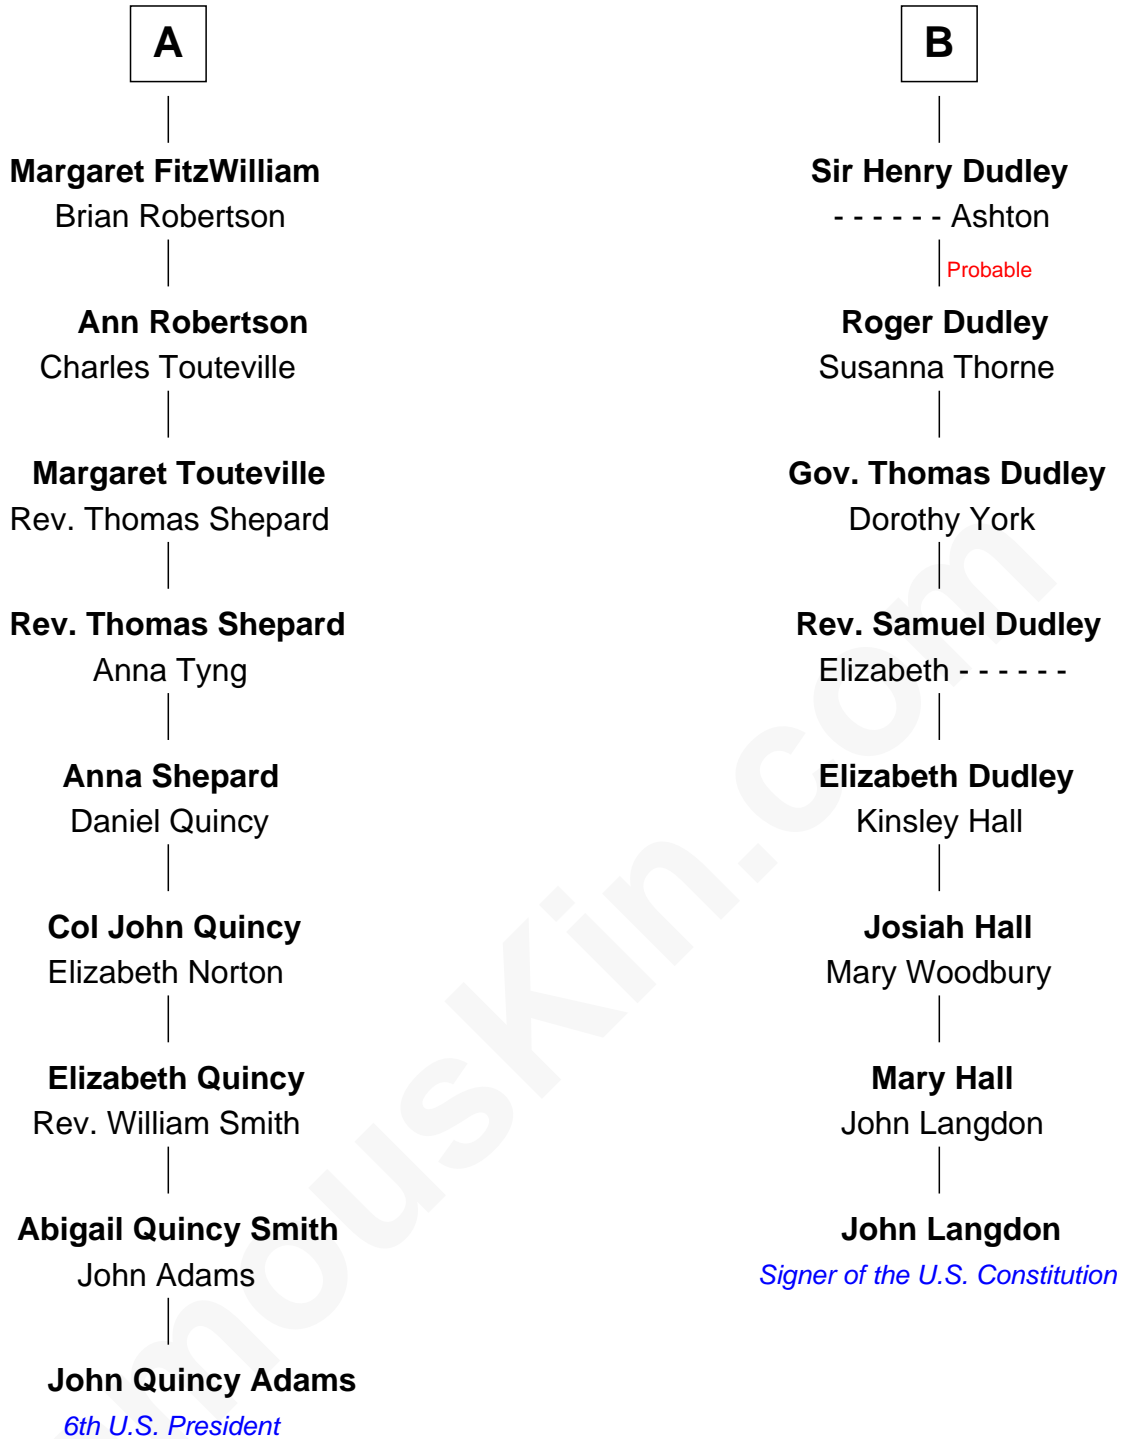 A
Margaret FitzWilliam
Brian Robertson
Ann Robertson
Charles Touteville
Margaret Touteville
Rev. Thomas Shepard
Rev. Thomas Shepard
Anna Tyng
Anna Shepard
Daniel Quincy
Col John Quincy
Elizabeth Norton
Elizabeth Quincy
Rev. William Smith
Abigail Quincy Smith
John Adams
John Quincy Adams
6th U.S. President
B
Sir Henry Dudley
- - - - - - Ashton
Probable
Roger Dudley
Susanna Thorne
Gov. Thomas Dudley
Dorothy York
Rev. Samuel Dudley
Elizabeth - - - - - -
Elizabeth Dudley
Kinsley Hall
Josiah Hall
Mary Woodbury
Mary Hall
John Langdon
John Langdon
Signer of the U.S. Constitution
mousKin.com